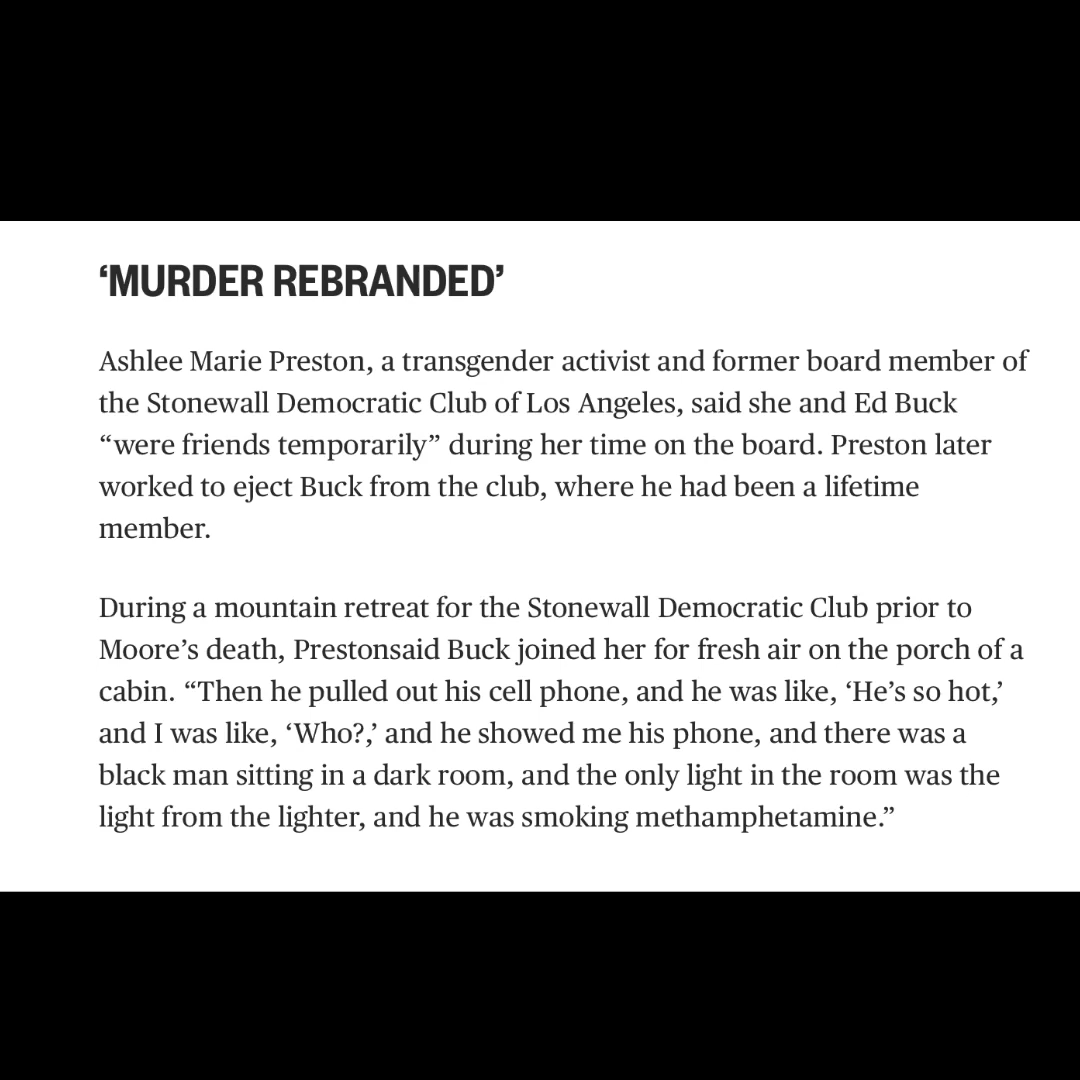 ‘MURDER REBRANDED’
Ashlee Marie Preston, a transgender activist and former board member of
the Stonewall Democratic Club of Los Angeles, said she and Ed Buck
“were friends temporarily” during her time on the board. Preston later
worked to eject Buck from the club, where he had been a lifetime
member.
During a mountain retreat for the Stonewall Democratic Club prior to
Moore’s death, Prestonsaid Buck joined her for fresh air on the porch of a
cabin. “Then he pulled out his cell phone, and he was like, ‘He’s so hot,’
and I was like, ‘Who?,’ and he showed me his phone, and there was a
black man sitting in a dark room, and the only light in the room was the
light from the lighter, and he was smoking methamphetamine.”